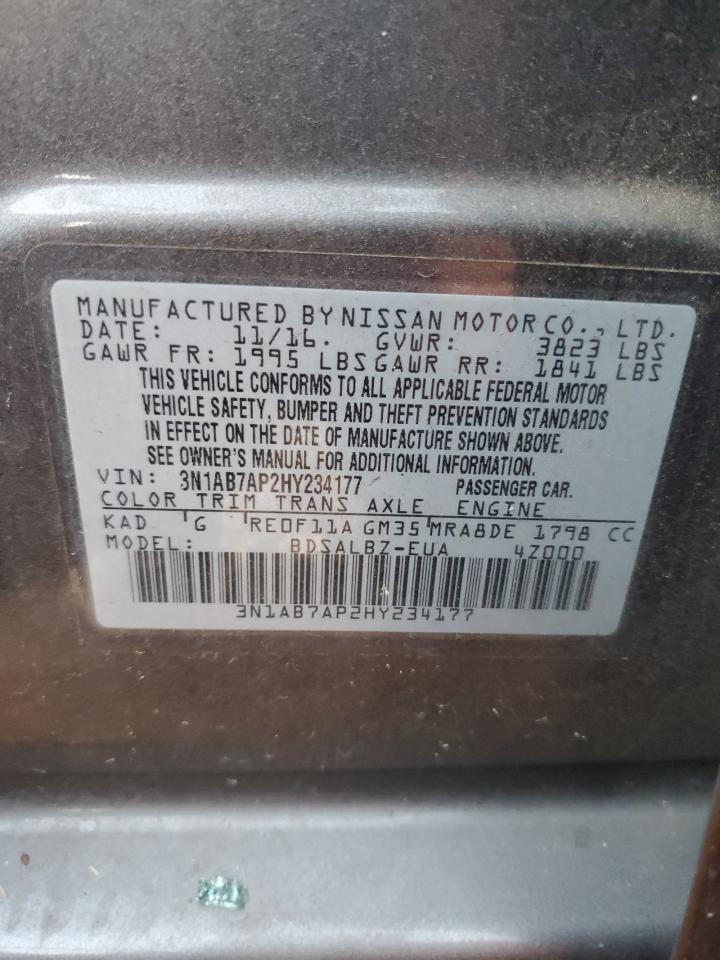 MANUFACTURED BY NISSAN MOTOR CO., LTD.
DATE: 11/16. GVWR: 3823 LBS
GAWR FR: 1995 LBS GAWR RR: 1841 LBS
THIS VEHICLE CONFORMS TO ALL APPLICABLE FEDERAL MOTOR
VEHICLE SAFETY, BUMPER AND THEFT PREVENTION STANDARDS
IN EFFECT ON THE DATE OF MANUFACTURE SHOWN ABOVE.
SEE OWNER'S MANUAL FOR ADDITIONAL INFORMATION.
VIN: 3N1AB7AP2HY234177 PASSENGER CAR.
COLOR TRIM TRANS AXLE ENGINE
KAD G RE0F11A GM35 MRA8DE 1798 CC
MODEL: BDSALBZ-EUA 4Z000
3N1AB7AP2HY234177